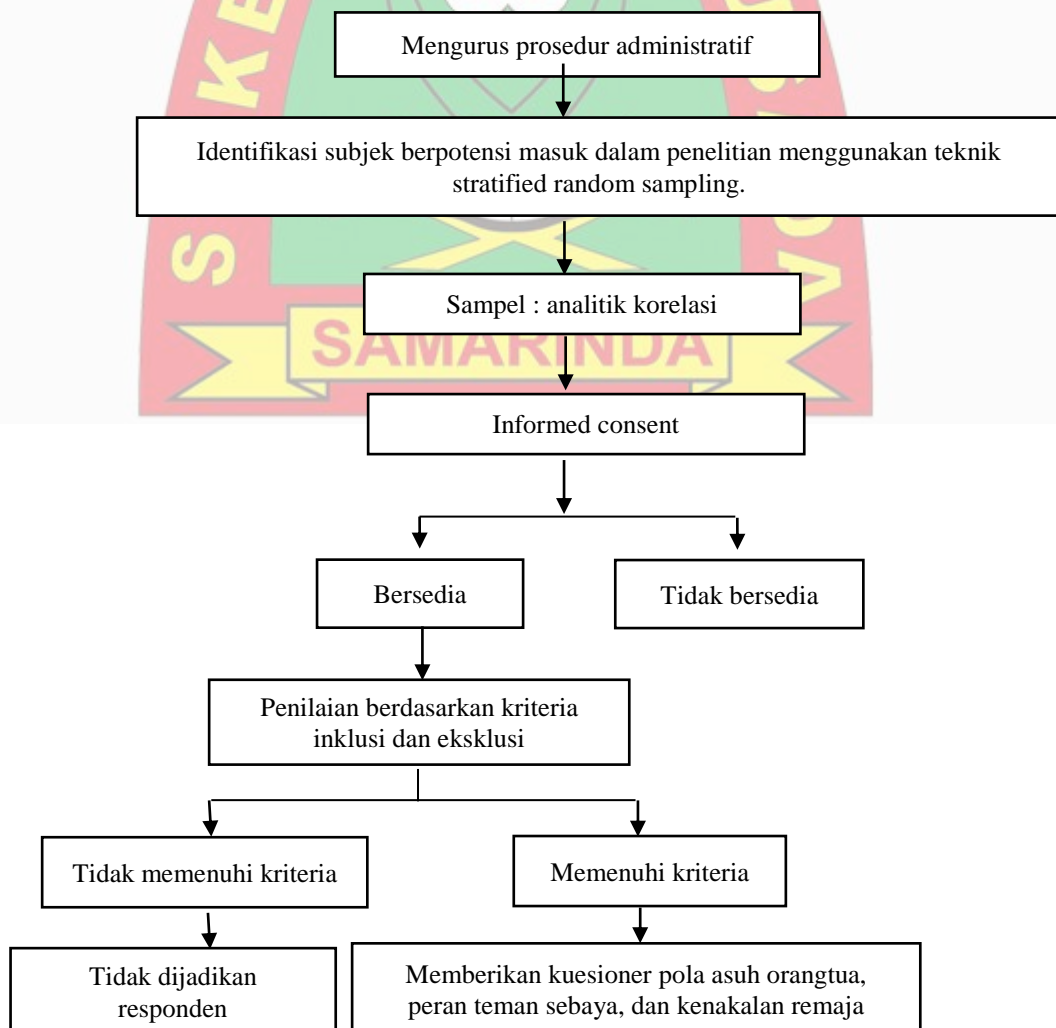 Mengurus prosedur administratif
Identifikasi subjek berpotensi masuk dalam penelitian menggunakan teknik
stratified random sampling.
Sampel : analitik korelasi
SAMARINDA
Informed consent
Bersedia
Tidak bersedia
Penilaian berdasarkan kriteria
inklusi dan eksklusi
Tidak memenuhi kriteria
Memenuhi kriteria
Tidak dijadikan
responden
Memberikan kuesioner pola asuh orangtua,
peran teman sebaya, dan kenakalan remaja